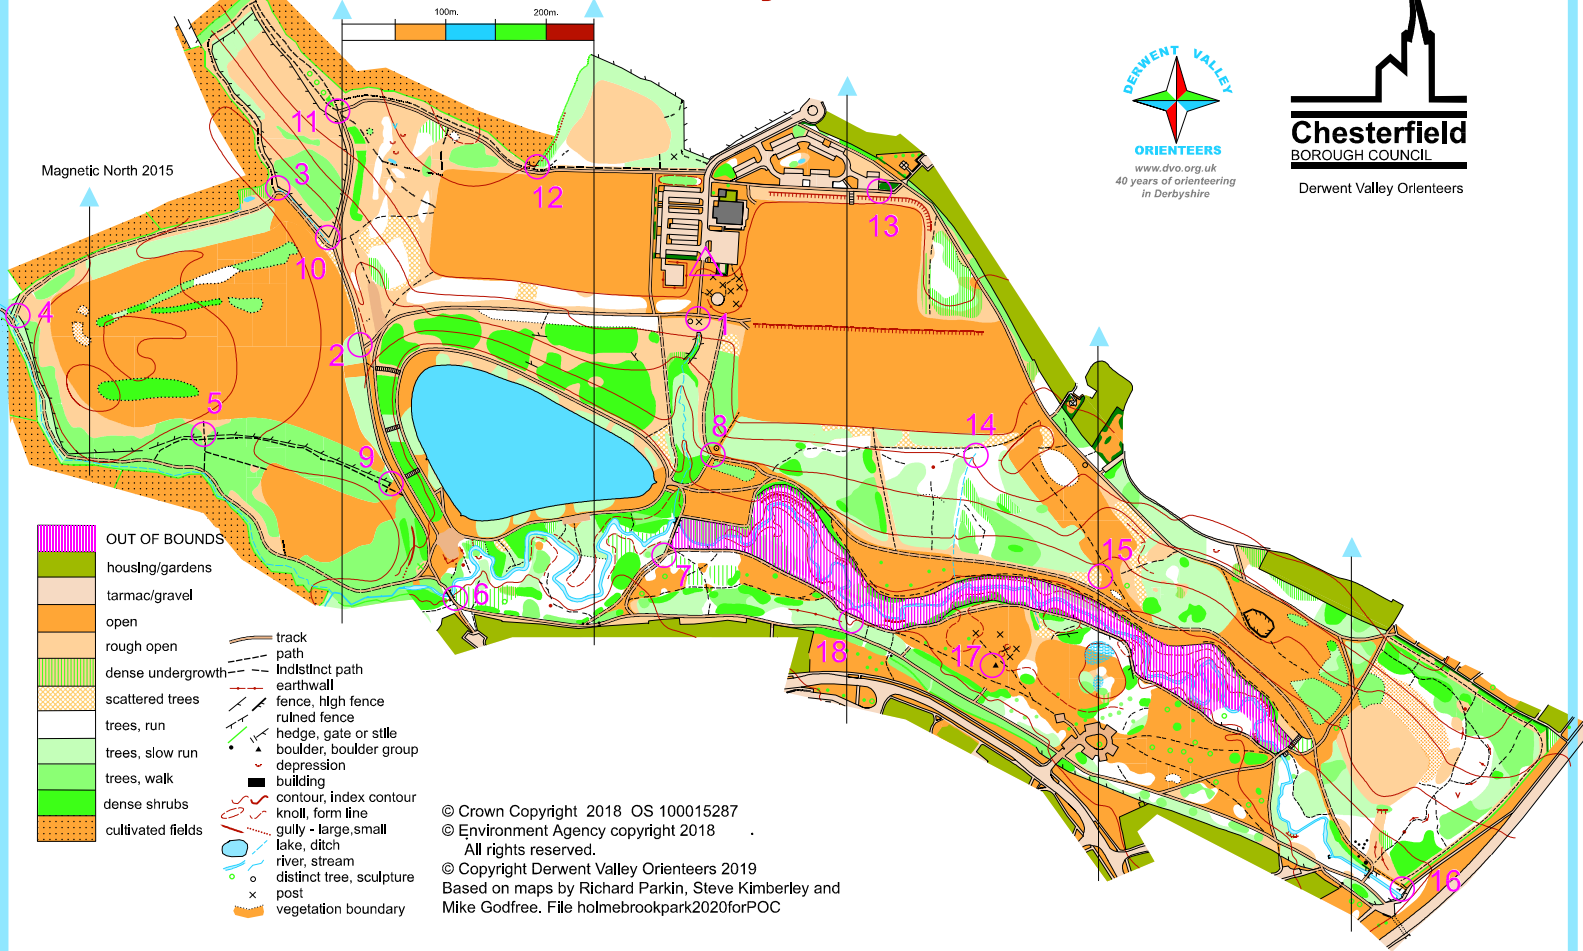 100m.
200m.
Magnetic North 2015
DERWENT VALLEY
ORIENTEERS
www.dvo.org.uk
40 years of orienteering
in Derbyshire
Chesterfield
BOROUGH COUNCIL
Derwent Valley Orienteers
11
3
12
13
10
4
1
2
5
8
14
9
15
7
6
18
17
16
OUT OF BOUNDS
housing/gardens
tarmac/gravel
open
rough open
dense undergrowth
scattered trees
trees, run
trees, slow run
trees, walk
dense shrubs
cultivated fields
track
path
indistinct path
earthwall
fence, high fence
ruined fence
hedge, gate or stile
boulder, boulder group
depression
building
contour, index contour
knoll, form line
gully - large,small
lake, ditch
river, stream
distinct tree, sculpture
post
vegetation boundary
© Crown Copyright 2018 OS 100015287
© Environment Agency copyright 2018 .
All rights reserved.
© Copyright Derwent Valley Orienteers 2019
Based on maps by Richard Parkin, Steve Kimberley and
Mike Godfree. File holmebrookpark2020forPOC